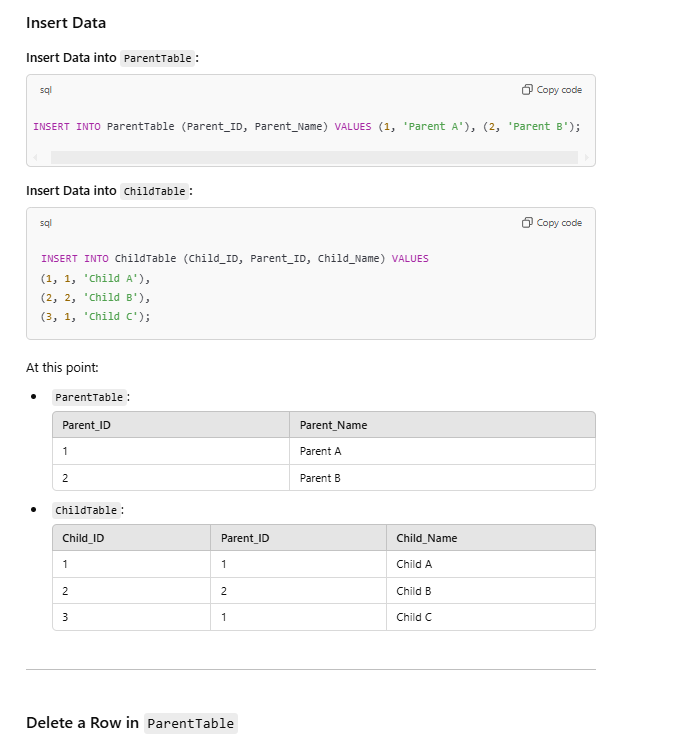 Insert Data
Insert Data into ParentTable:
sql
Copy code
INSERT INTO ParentTable (Parent_ID, Parent_Name) VALUES (1, 'Parent A'), (2, 'Parent B');
Insert Data into ChildTable:
sql
Copy code
INSERT INTO ChildTable (Child_ID, Parent_ID, Child_Name) VALUES
(1, 1, 'Child A'),
(2, 2, 'Child B'),
(3, 1, 'Child C');
At this point:
ParentTable:
Parent_ID Parent_Name
1 Parent A
2 Parent B
ChildTable:
Child_ID Parent_ID Child_Name
1 1 Child A
2 2 Child B
3 1 Child C
Delete a Row in ParentTable